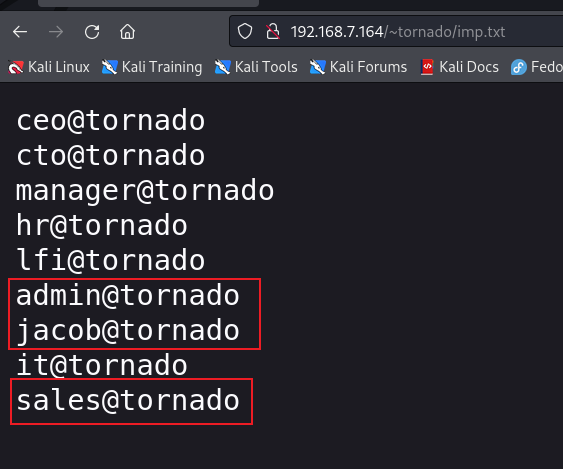 192.168.7.164/~tornado/imp.txt
Kali Linux Kali Training Kali Tools Kali Forums Kali Docs Fedo
ceo@tornado
cto@tornado
manager@tornado
hr@tornado
lfi@tornado
admin@tornado
jacob@tornado
it@tornado
sales@tornado